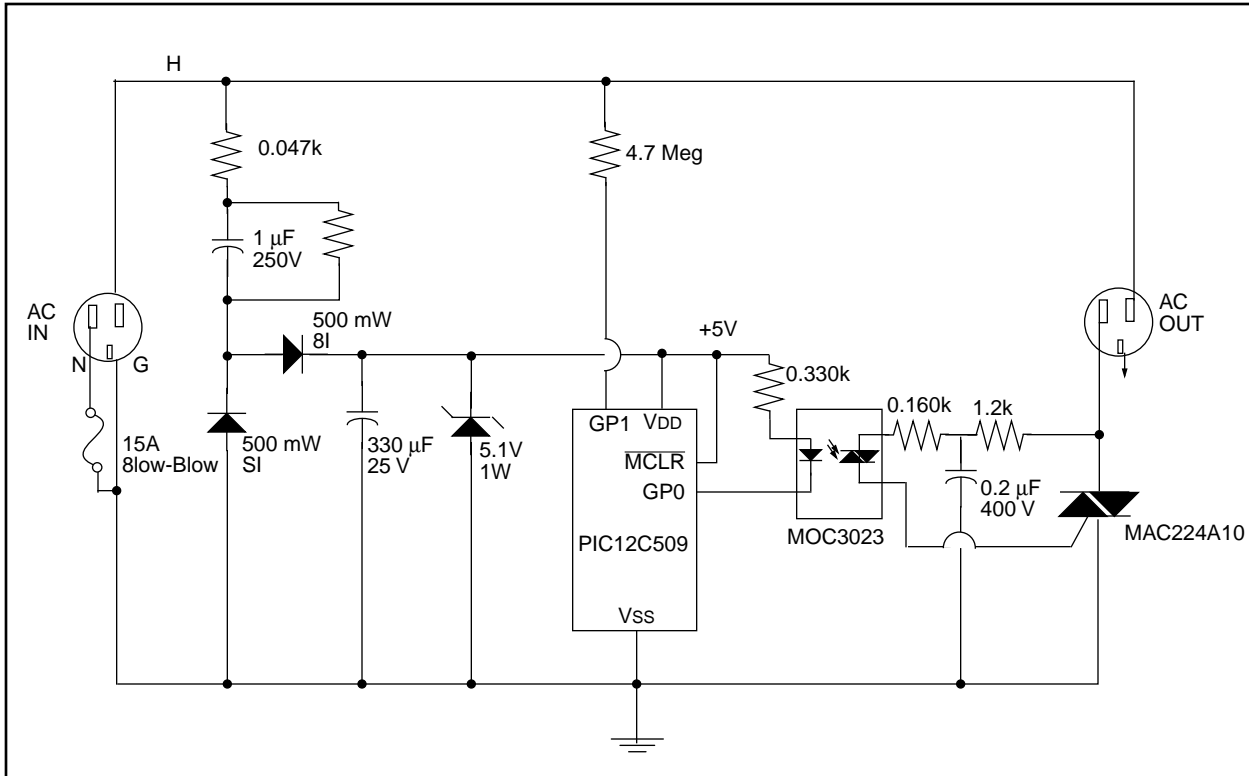 H
0.047k
4.7 Meg
1 µF
250V
AC
IN
AC
OUT
500 mW
8I
+5V
N
G
0.330k
0.160k
1.2k
GP1
VDD
15A
8low-Blow
500 mW
SI
330 µF
25 V
5.1V
1W
MCLR
GP0
0.2 µF
400 V
PIC12C509
MOC3023
MAC224A10
VSS